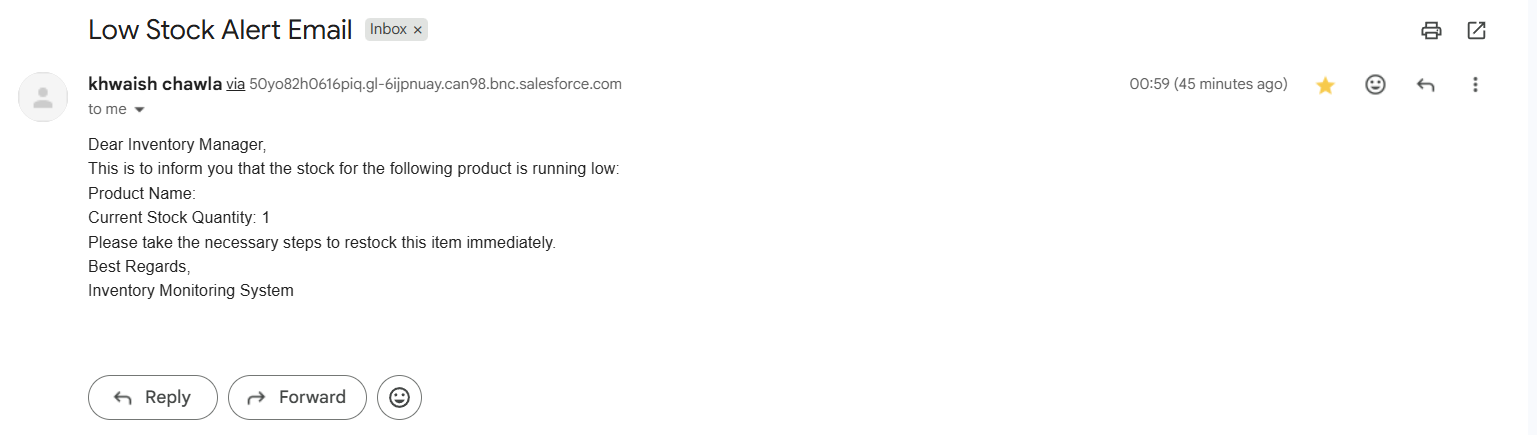 Low Stock Alert Email Inbox ×
khwaish chawla via 50yo82h0616piq.gl-6ijpnuay.can98.bnc.salesforce.com 00:59 (45 minutes ago)
to me
Dear Inventory Manager,
This is to inform you that the stock for the following product is running low:
Product Name:
Current Stock Quantity: 1
Please take the necessary steps to restock this item immediately.
Best Regards,
Inventory Monitoring System
Reply Forward